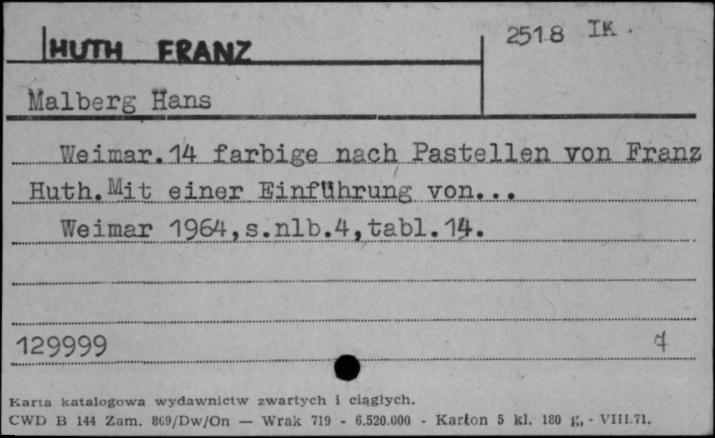 HUTH FRANZ
2518 IK.
Malberg Hans
Weimar.14 farbige nach Pastellen von Franz
Huth.Mit einer Einführung von...
Weimar 1964,s.nlb.4,tabl.14.
129999
Karta katalogowa wydawnictw zwartych i ciągłych.
CWD B 144 Zam. 869/Dw/On — Wrak 719 - 6.520.000 - Karton 5 kl. 180 g, - VIII.71.